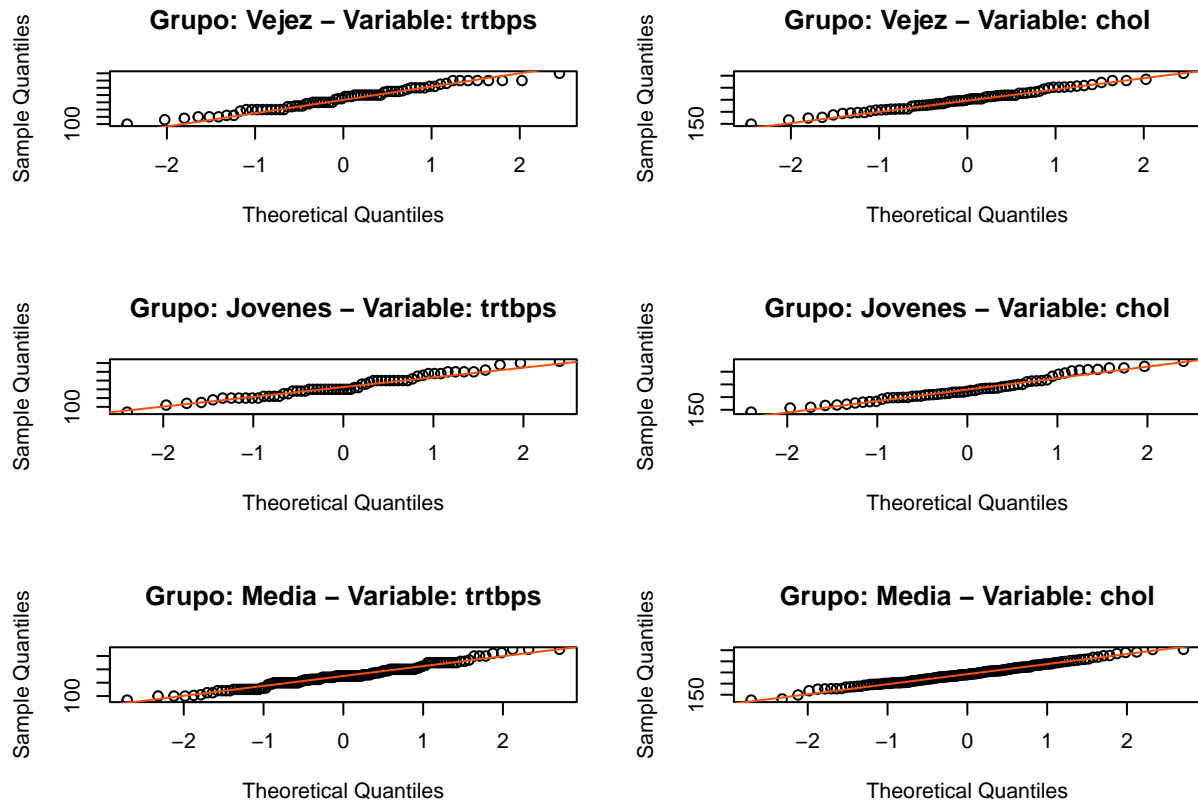 Grupo: Vejez – Variable: trtbps
Sample Quantiles
100
−2 −1 0 1 2
Theoretical Quantiles
Grupo: Vejez – Variable: chol
Sample Quantiles
150
−2 −1 0 1 2
Theoretical Quantiles
Grupo: Jovenes – Variable: trtbps
Sample Quantiles
100
−2 −1 0 1 2
Theoretical Quantiles
Grupo: Jovenes – Variable: chol
Sample Quantiles
150
−2 −1 0 1 2
Theoretical Quantiles
Grupo: Media – Variable: trtbps
Sample Quantiles
100
−2 −1 0 1 2
Theoretical Quantiles
Grupo: Media – Variable: chol
Sample Quantiles
150
−2 −1 0 1 2
Theoretical Quantiles